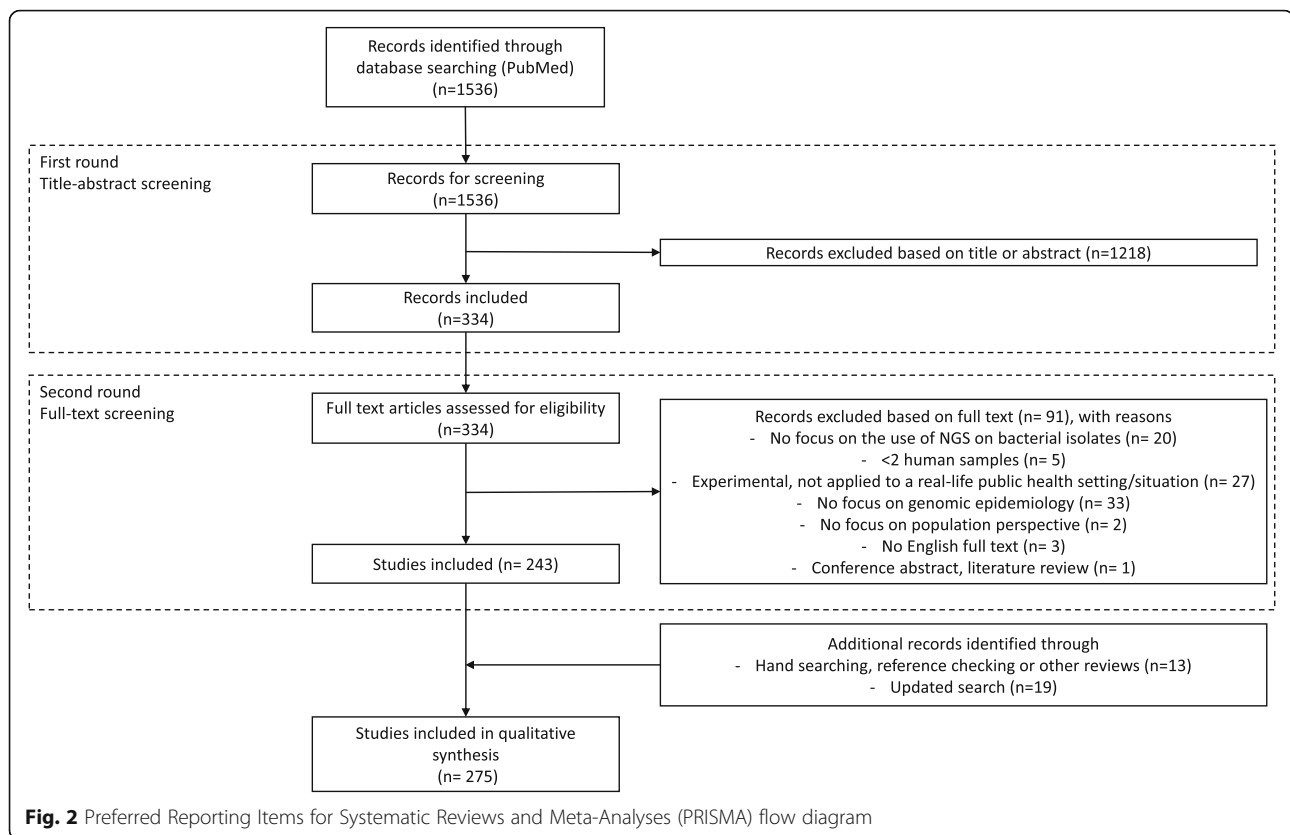 Records identified through
database searching (PubMed)
(n=1536)
First round
Title-abstract screening
Records for screening
(n=1536)
Records excluded based on title or abstract (n=1218)
Records included
(n=334)
Second round
Full-text screening
Full text articles assessed for eligibility
(n=334)
Records excluded based on full text (n= 91), with reasons
- No focus on the use of NGS on bacterial isolates (n= 20)
- <2 human samples (n= 5)
- Experimental, not applied to a real-life public health setting/situation (n= 27)
- No focus on genomic epidemiology (n= 33)
- No focus on population perspective (n= 2)
- No English full text (n= 3)
- Conference abstract, literature review (n= 1)
Studies included (n= 243)
Additional records identified through
- Hand searching, reference checking or other reviews (n=13)
- Updated search (n=19)
Studies included in qualitative
synthesis
(n= 275)
Fig. 2 Preferred Reporting Items for Systematic Reviews and Meta-Analyses (PRISMA) flow diagram